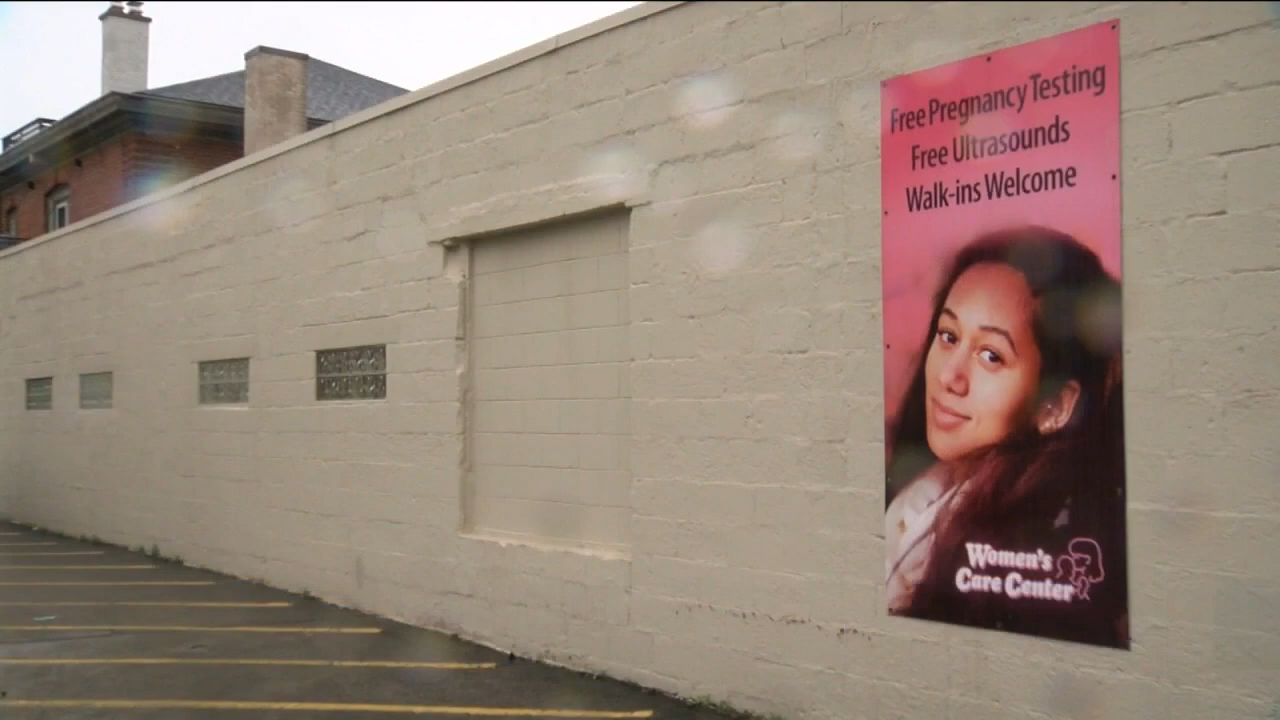 Free Pregnancy Testing
Free Ultrasounds
Walk-ins Welcome
Women's
Care Center